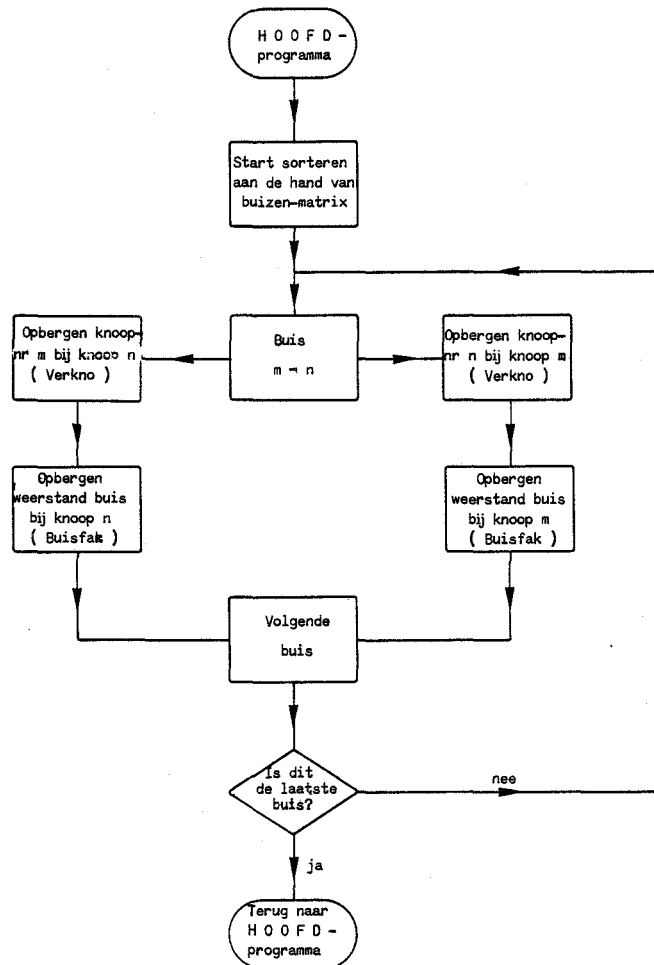 H O O F D -
programma
Start sorteren
aan de hand van
buizen-matrix
Opbergen knoop-
nr m bij knoop n
( Verkno )
Buis
m - n
Opbergen knoop-
nr n bij knoop m
( Verkno )
Opbergen
weerstand buis
bij knoop n
( Buisfak )
Opbergen
weerstand buis
bij knoop m
( Buisfak )
Volgende
buis
Is dit
de laatste
buis?
nee
ja
Terug naar
H O O F D -
programma